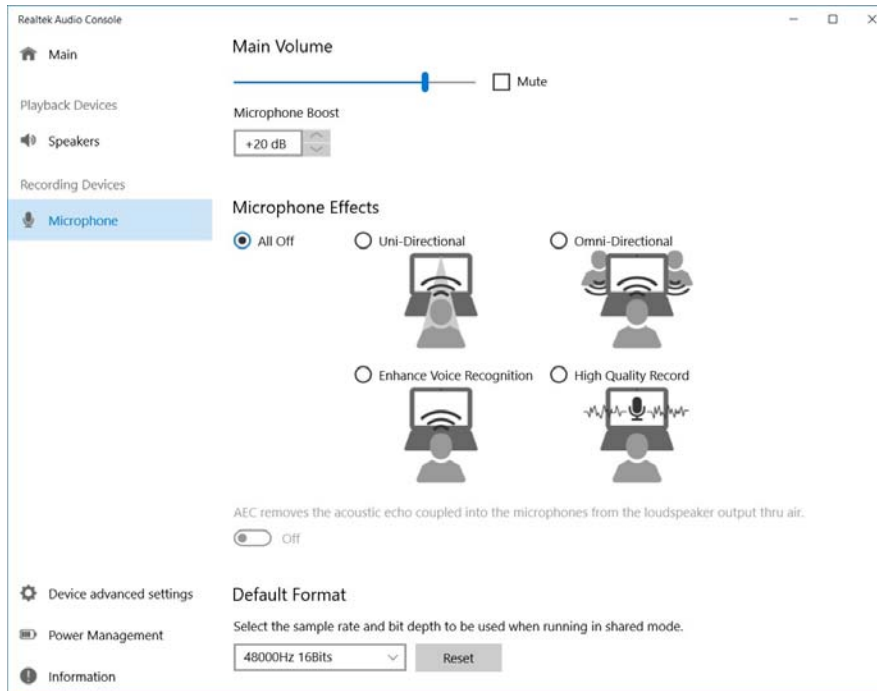 Realtek Audio Console
Main
Playback Devices
Speakers
Recording Devices
Microphone
Device advanced settings
Power Management
Information
Main Volume
Mute
Microphone Boost
+20 dB
Microphone Effects
All Off
Uni-Directional
Omni-Directional
Enhance Voice Recognition
High Quality Record
AEC removes the acoustic echo coupled into the microphones from the loudspeaker output thru air.
Off
Default Format
Select the sample rate and bit depth to be used when running in shared mode.
48000Hz 16Bits
Reset